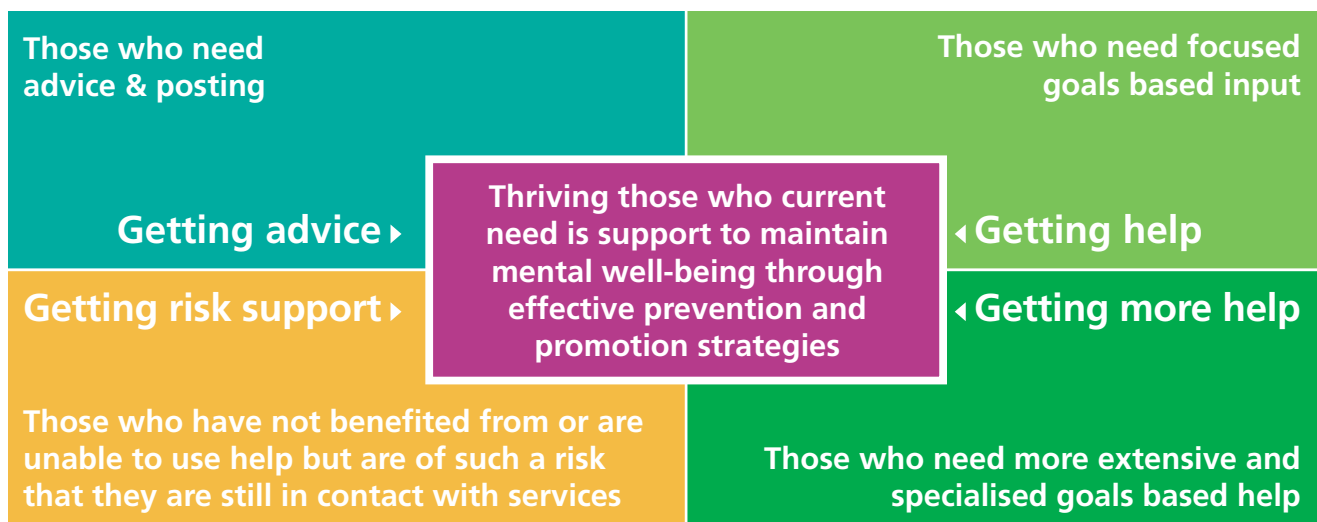 Those who need
advice & posting
Getting advice
Those who need focused
goals based input
Getting help
Thriving those who current
need is support to maintain
mental well-being through
effective prevention and
promotion strategies
Getting risk support
Those who have not benefited from or are
unable to use help but are of such a risk
that they are still in contact with services
Getting more help
Those who need more extensive and
specialised goals based help